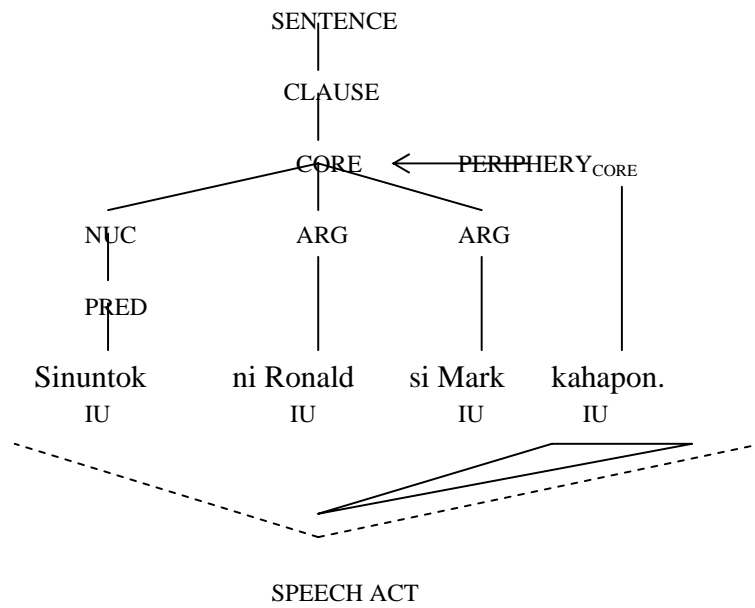 SENTENCE
CLAUSE
CORE PERIPHERY_CORE
NUC ARG ARG
PRED
Sinuntok ni Ronald si Mark kahapon.
IU IU IU IU
SPEECH ACT